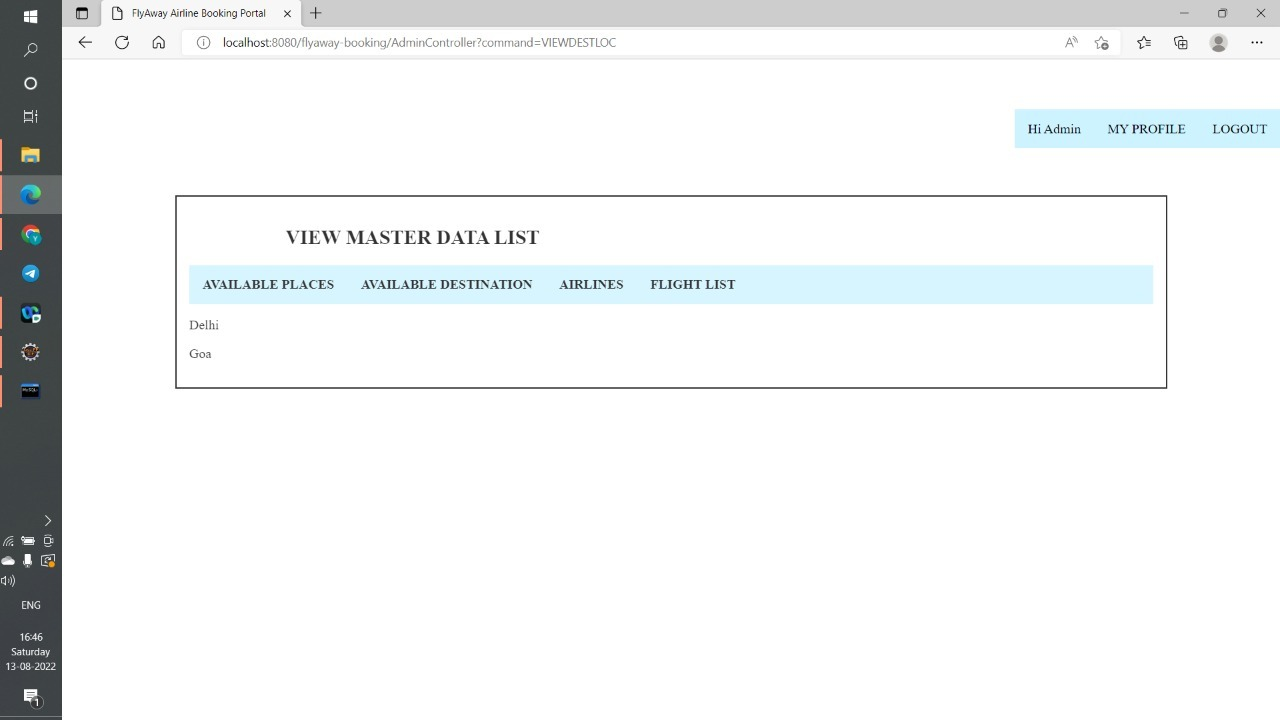 FlyAway Airline Booking Portal
localhost:8080/flyaway-booking/AdminController?command=VIEWDESTLOC
Hi Admin MY PROFILE LOGOUT
VIEW MASTER DATA LIST
AVAILABLE PLACES AVAILABLE DESTINATION AIRLINES FLIGHT LIST
Delhi
Goa
ENG
16:46
Saturday
13-08-2022
1